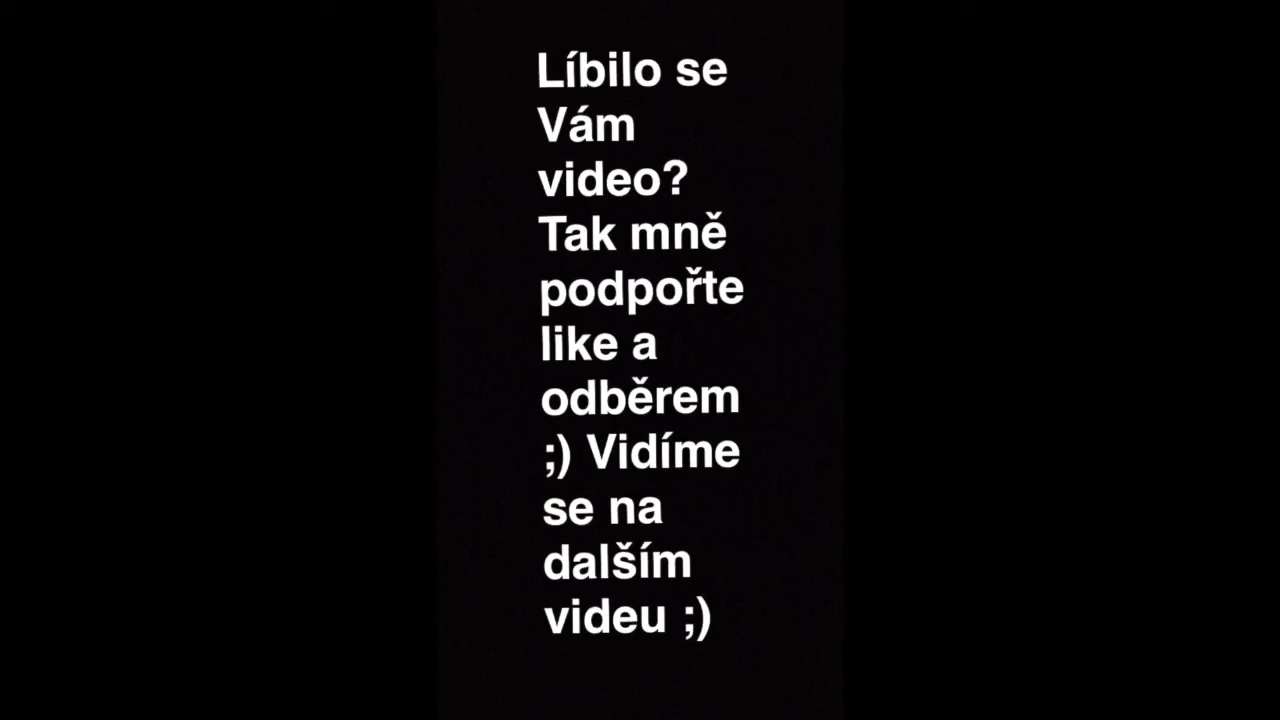 Líbilo se
Vám
video?
Tak mně
podpořte
like a
odběrem
;) Vidíme
se na
dalším
videu ;)